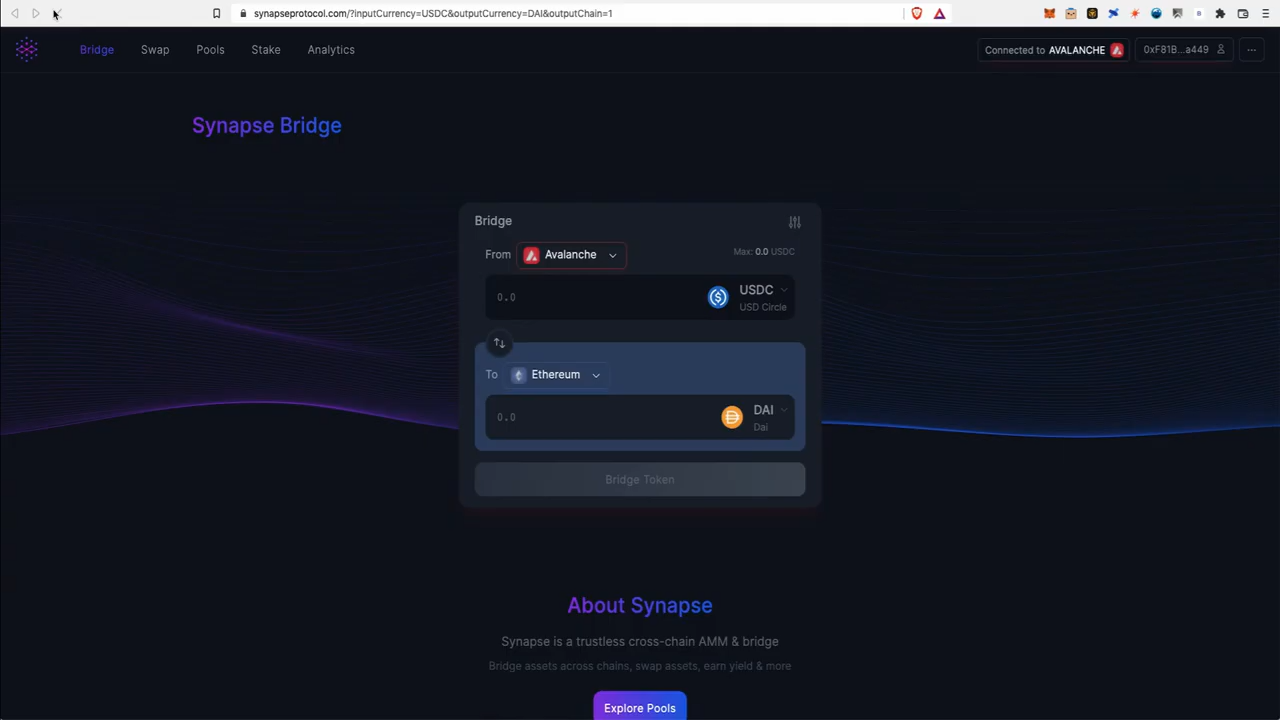 synapseprotocol.com/?inputCurrency=USDC&outputCurrency=DAI&outputChain=1
Bridge Swap Pools Stake Analytics Connected to AVALANCHE 0xF81B...a449 ...
Synapse Bridge
Bridge
From Avalanche Max: 0.0 USDC
0.0 USDC
USD Circle
To Ethereum
0.0 DAI
Dai
Bridge Token
About Synapse
Synapse is a trustless cross-chain AMM & bridge
Bridge assets across chains, swap assets, earn yield & more
Explore Pools